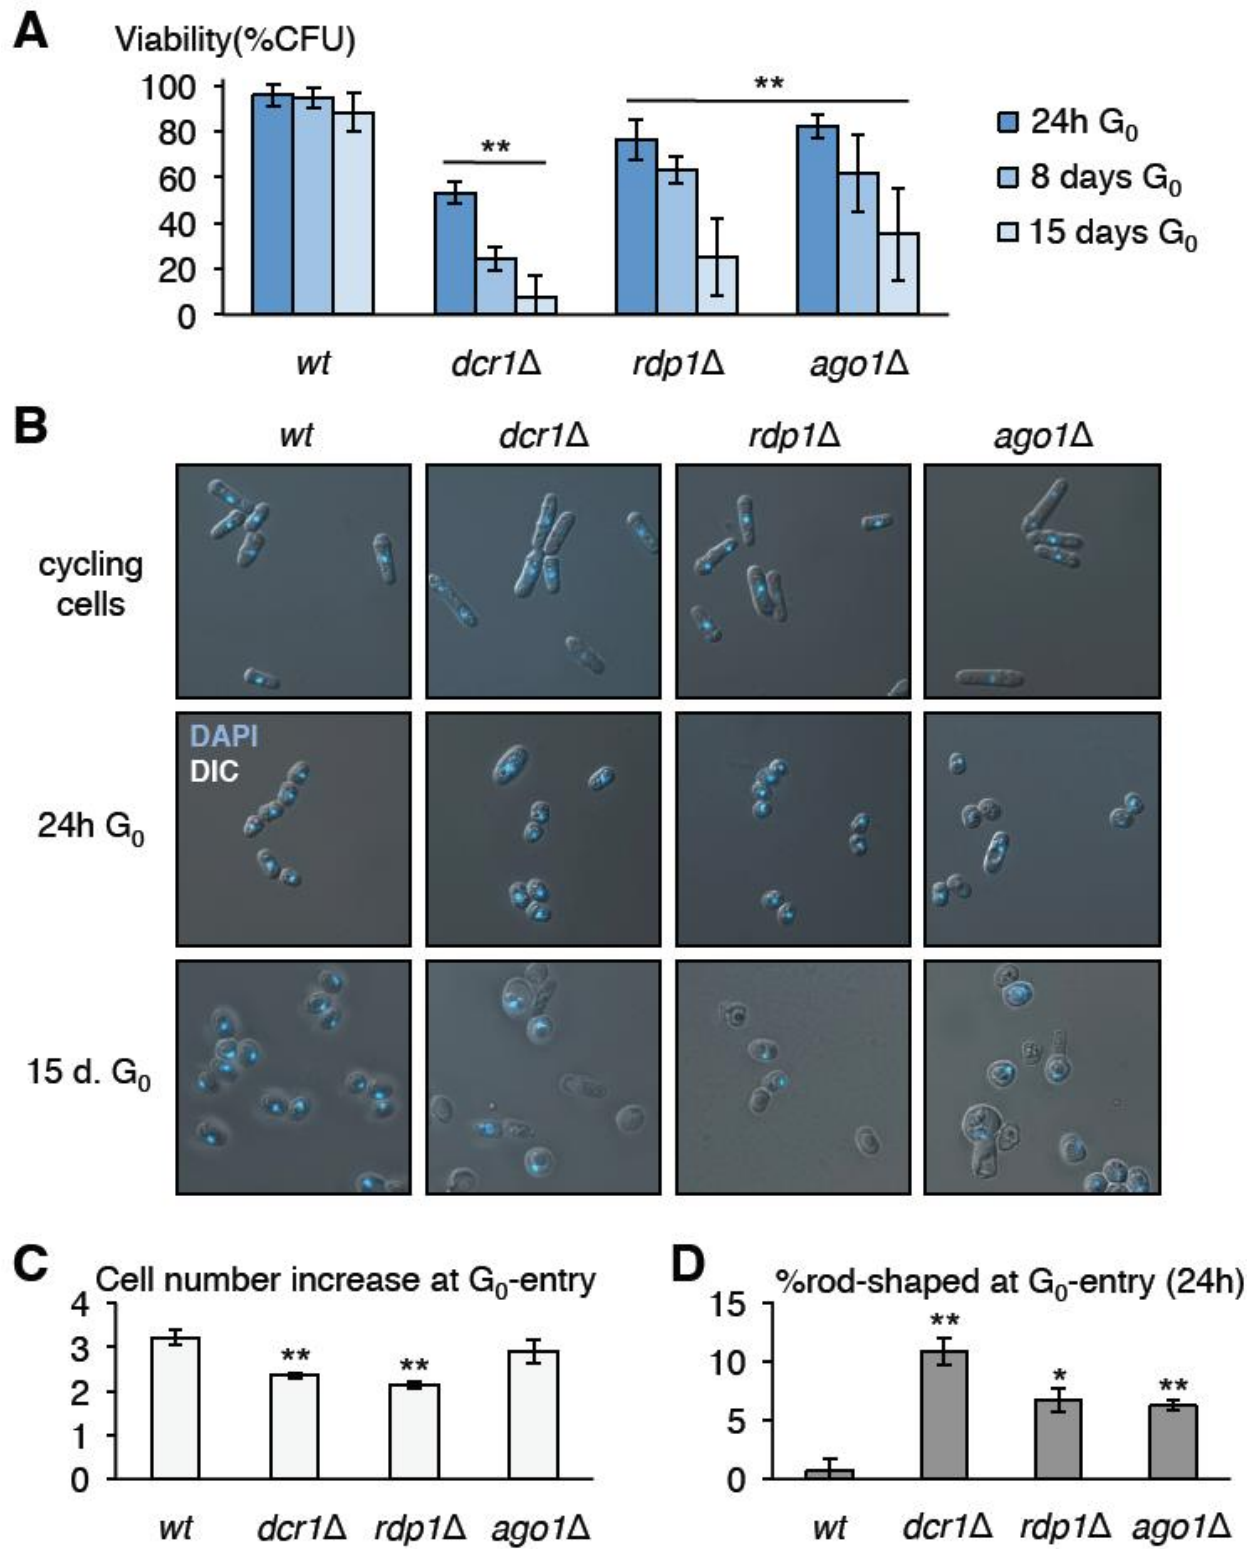 A
Viability(%CFU)
100
80
60
40
20
0
**
**
24h G₀
8 days G₀
15 days G₀
wt
dcr1Δ
rdp1Δ
ago1Δ
B
wt
dcr1Δ
rdp1Δ
ago1Δ
cycling
cells
DAPI
DIC
24h G₀
15 d. G₀
C
Cell number increase at G₀-entry
4
3
2
1
0
**
**
wt
dcr1Δ
rdp1Δ
ago1Δ
D
%rod-shaped at G₀-entry (24h)
15
10
5
0
**
*
**
wt
dcr1Δ
rdp1Δ
ago1Δ